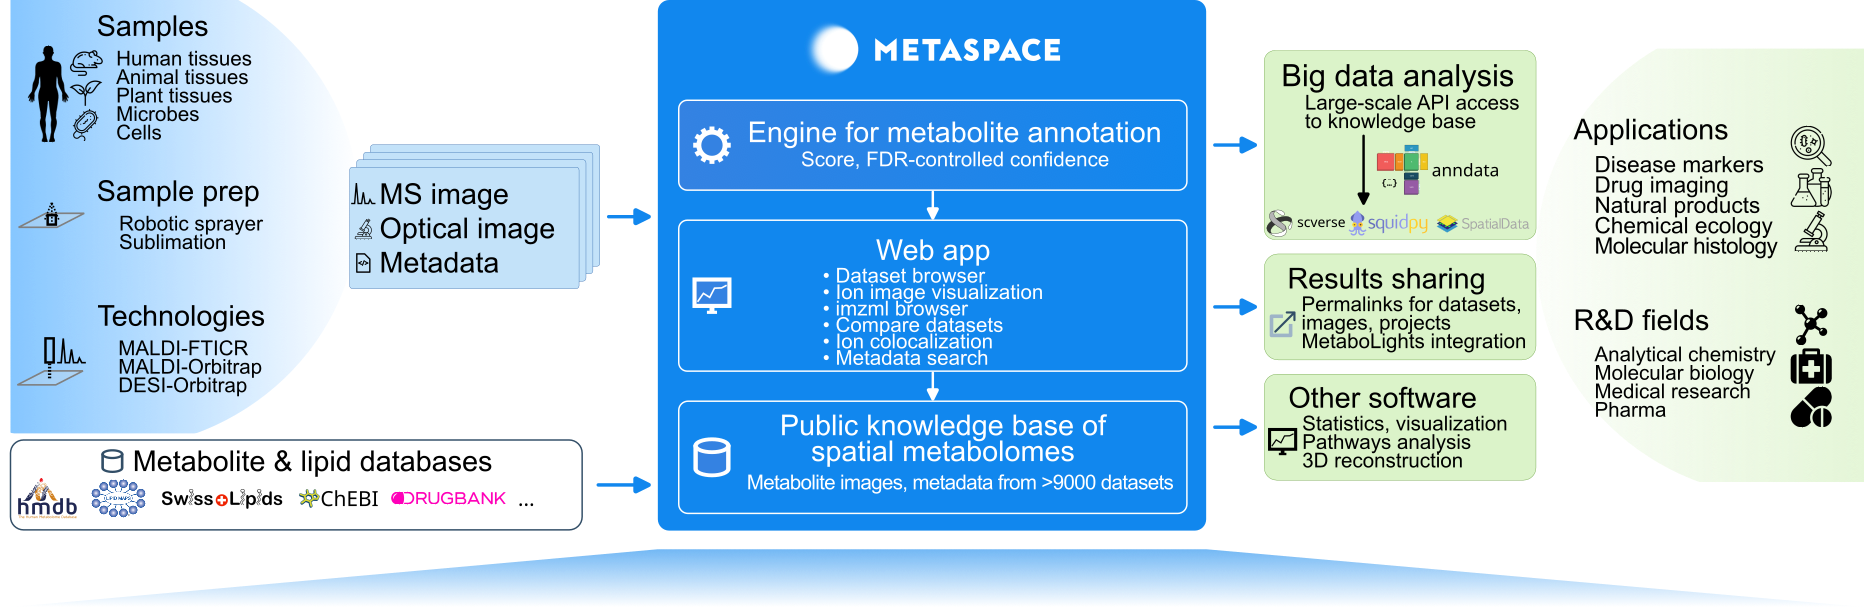 Samples
Human tissues
Animal tissues
Plant tissues
Microbes
Cells
Sample prep
Robotic sprayer
Sublimation
Technologies
MALDI-FTICR
MALDI-Orbitrap
DESI-Orbitrap
MS image
Optical image
Metadata
Metabolite & lipid databases
hmdb
LIPID MAPS
SwissLipids
ChEBI
DRUGBANK
...
METASPACE
Engine for metabolite annotation
Score, FDR-controlled confidence
Web app
• Dataset browser
• Ion image visualization
• imzml browser
• Compare datasets
• Ion colocalization
• Metadata search
Public knowledge base of
spatial metabolomes
Metabolite images, metadata from >9000 datasets
Big data analysis
Large-scale API access
to knowledge base
{...}
anndata
scverse
squidpy
SpatialData
Results sharing
Permalinks for datasets,
images, projects
MetaboLights integration
Other software
Statistics, visualization
Pathways analysis
3D reconstruction
Applications
Disease markers
Drug imaging
Natural products
Chemical ecology
Molecular histology
R&D fields
Analytical chemistry
Molecular biology
Medical research
Pharma